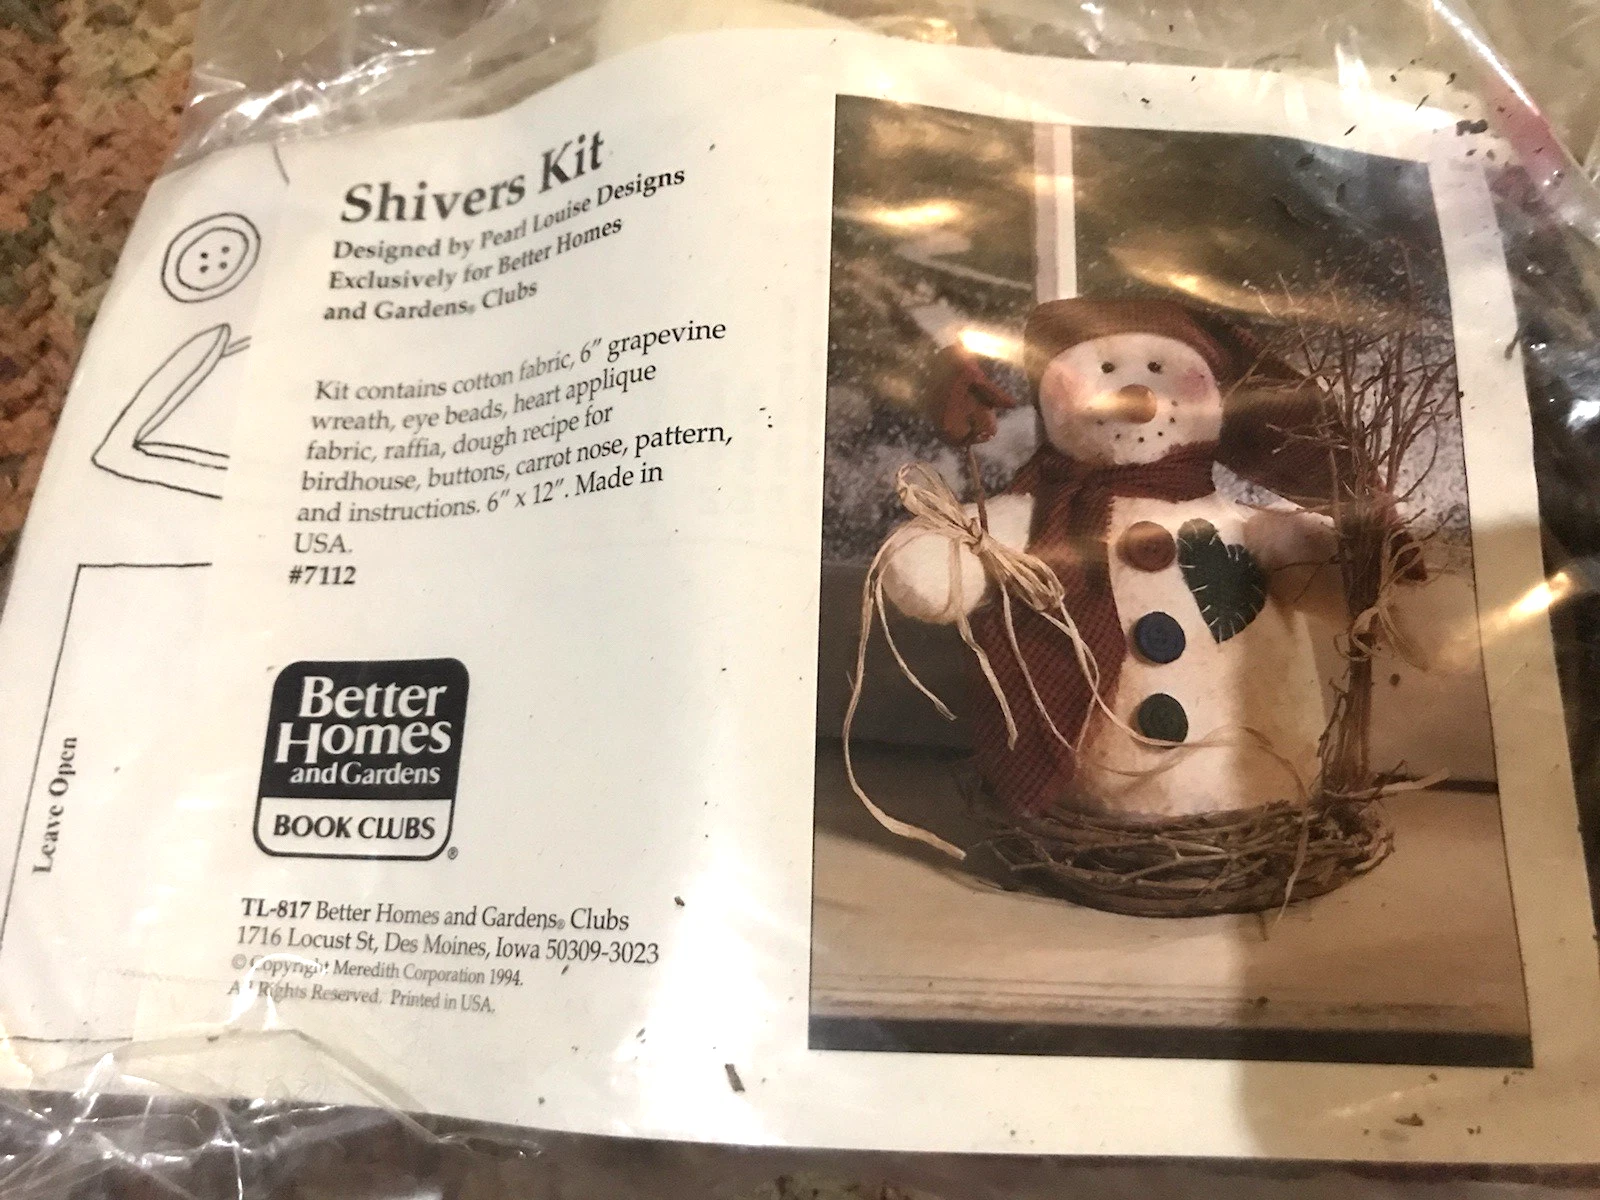 Shivers Kit
Designed by Pearl Louise Designs
Exclusively for Better Homes
and Gardens® Clubs
Kit contains cotton fabric, 6" grapevine
wreath, eye beads, heart applique
fabric, raffia, dough recipe for
birdhouse, buttons, carrot nose, pattern,
and instructions. 6" x 12". Made in
USA.
#7112
Better
Homes
and Gardens
BOOK CLUBS
®
TL-817 Better Homes and Gardens® Clubs
1716 Locust St, Des Moines, Iowa 50309-3023
© Copyright Meredith Corporation 1994.
All Rights Reserved. Printed in USA.
Leave Open